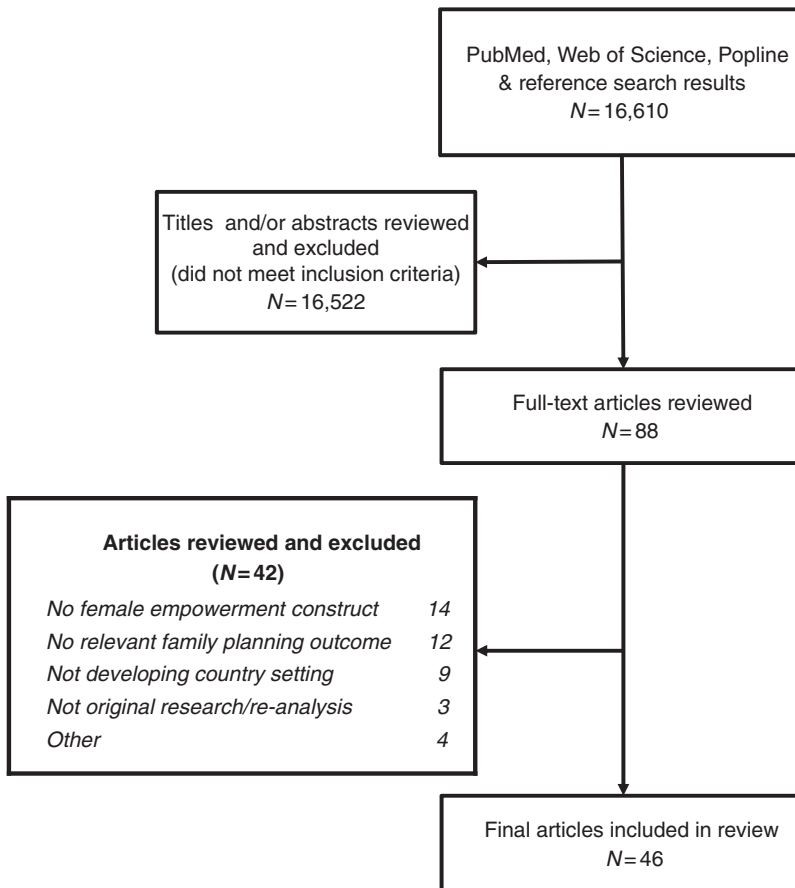 PubMed, Web of Science, Popline
& reference search results
N = 16,610
Titles and/or abstracts reviewed
and excluded
(did not meet inclusion criteria)
N = 16,522
Full-text articles reviewed
N = 88
Articles reviewed and excluded
(N = 42)
No female empowerment construct 14
No relevant family planning outcome 12
Not developing country setting 9
Not original research/re-analysis 3
Other 4
Final articles included in review
N = 46